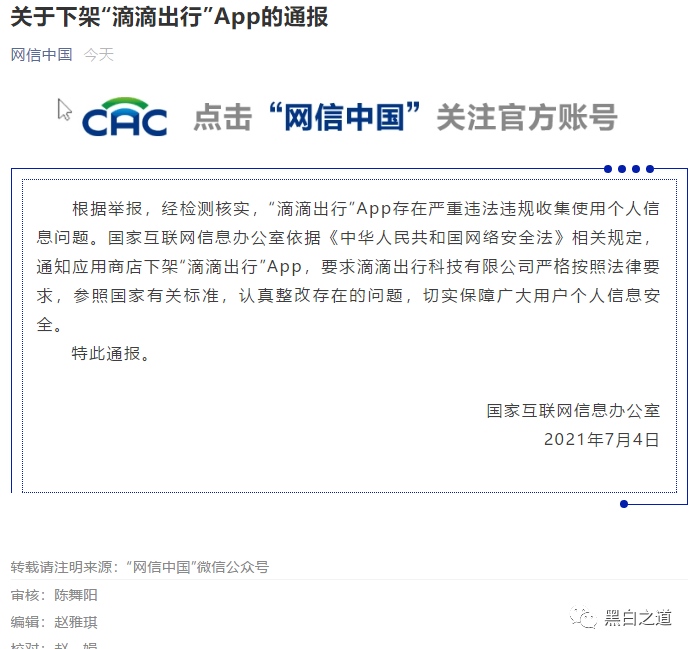 关于下架“滴滴出行”App的通报
网信中国 今天
CAC 点击“网信中国”关注官方账号
根据举报，经检测核实，“滴滴出行”App存在严重违法违规收集使用个人信
息问题。国家互联网信息办公室依据《中华人民共和国网络安全法》相关规定，
通知应用商店下架“滴滴出行”App，要求滴滴出行科技有限公司严格按照法律要
求，参照国家有关标准，认真整改存在的问题，切实保障广大用户个人信息安
全。
特此通报。
国家互联网信息办公室
2021年7月4日
转载请注明来源：“网信中国”微信公众号
审核：陈舞阳
编辑：赵雅琪
黑白之道
校对：赵 娟